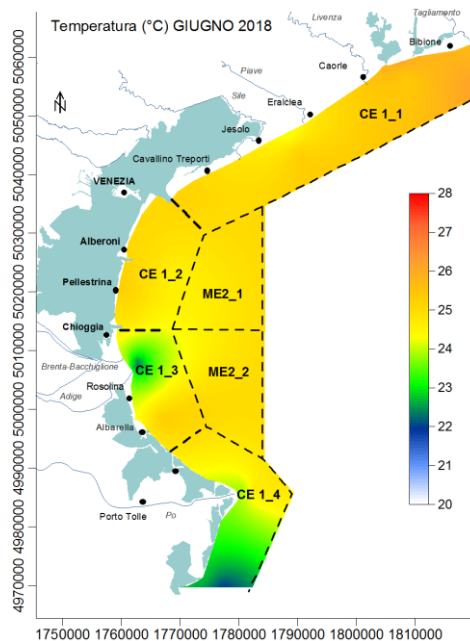 Temperatura (°C) GIUGNO 2018
Tagliamento
Livenza
Bibione
Caorle
Piave
Eraiclea
Sile
CE 1_1
Jesolo
Cavallino Treporti
VENEZIA
N
Alberoni
CE 1_2
Pellestrina
ME2_1
Chioggia
Brenta-Bacchiglione
CE 1_3
ME2_2
Rosolina
Adige
Albarella
CE 1_4
Porto Tolle
Po
28
27
26
25
24
23
22
21
20
5060000
5050000
5040000
5030000
5020000
5010000
5000000
4990000
4980000
4970000
1750000 1760000 1770000 1780000 1790000 1800000 1810000